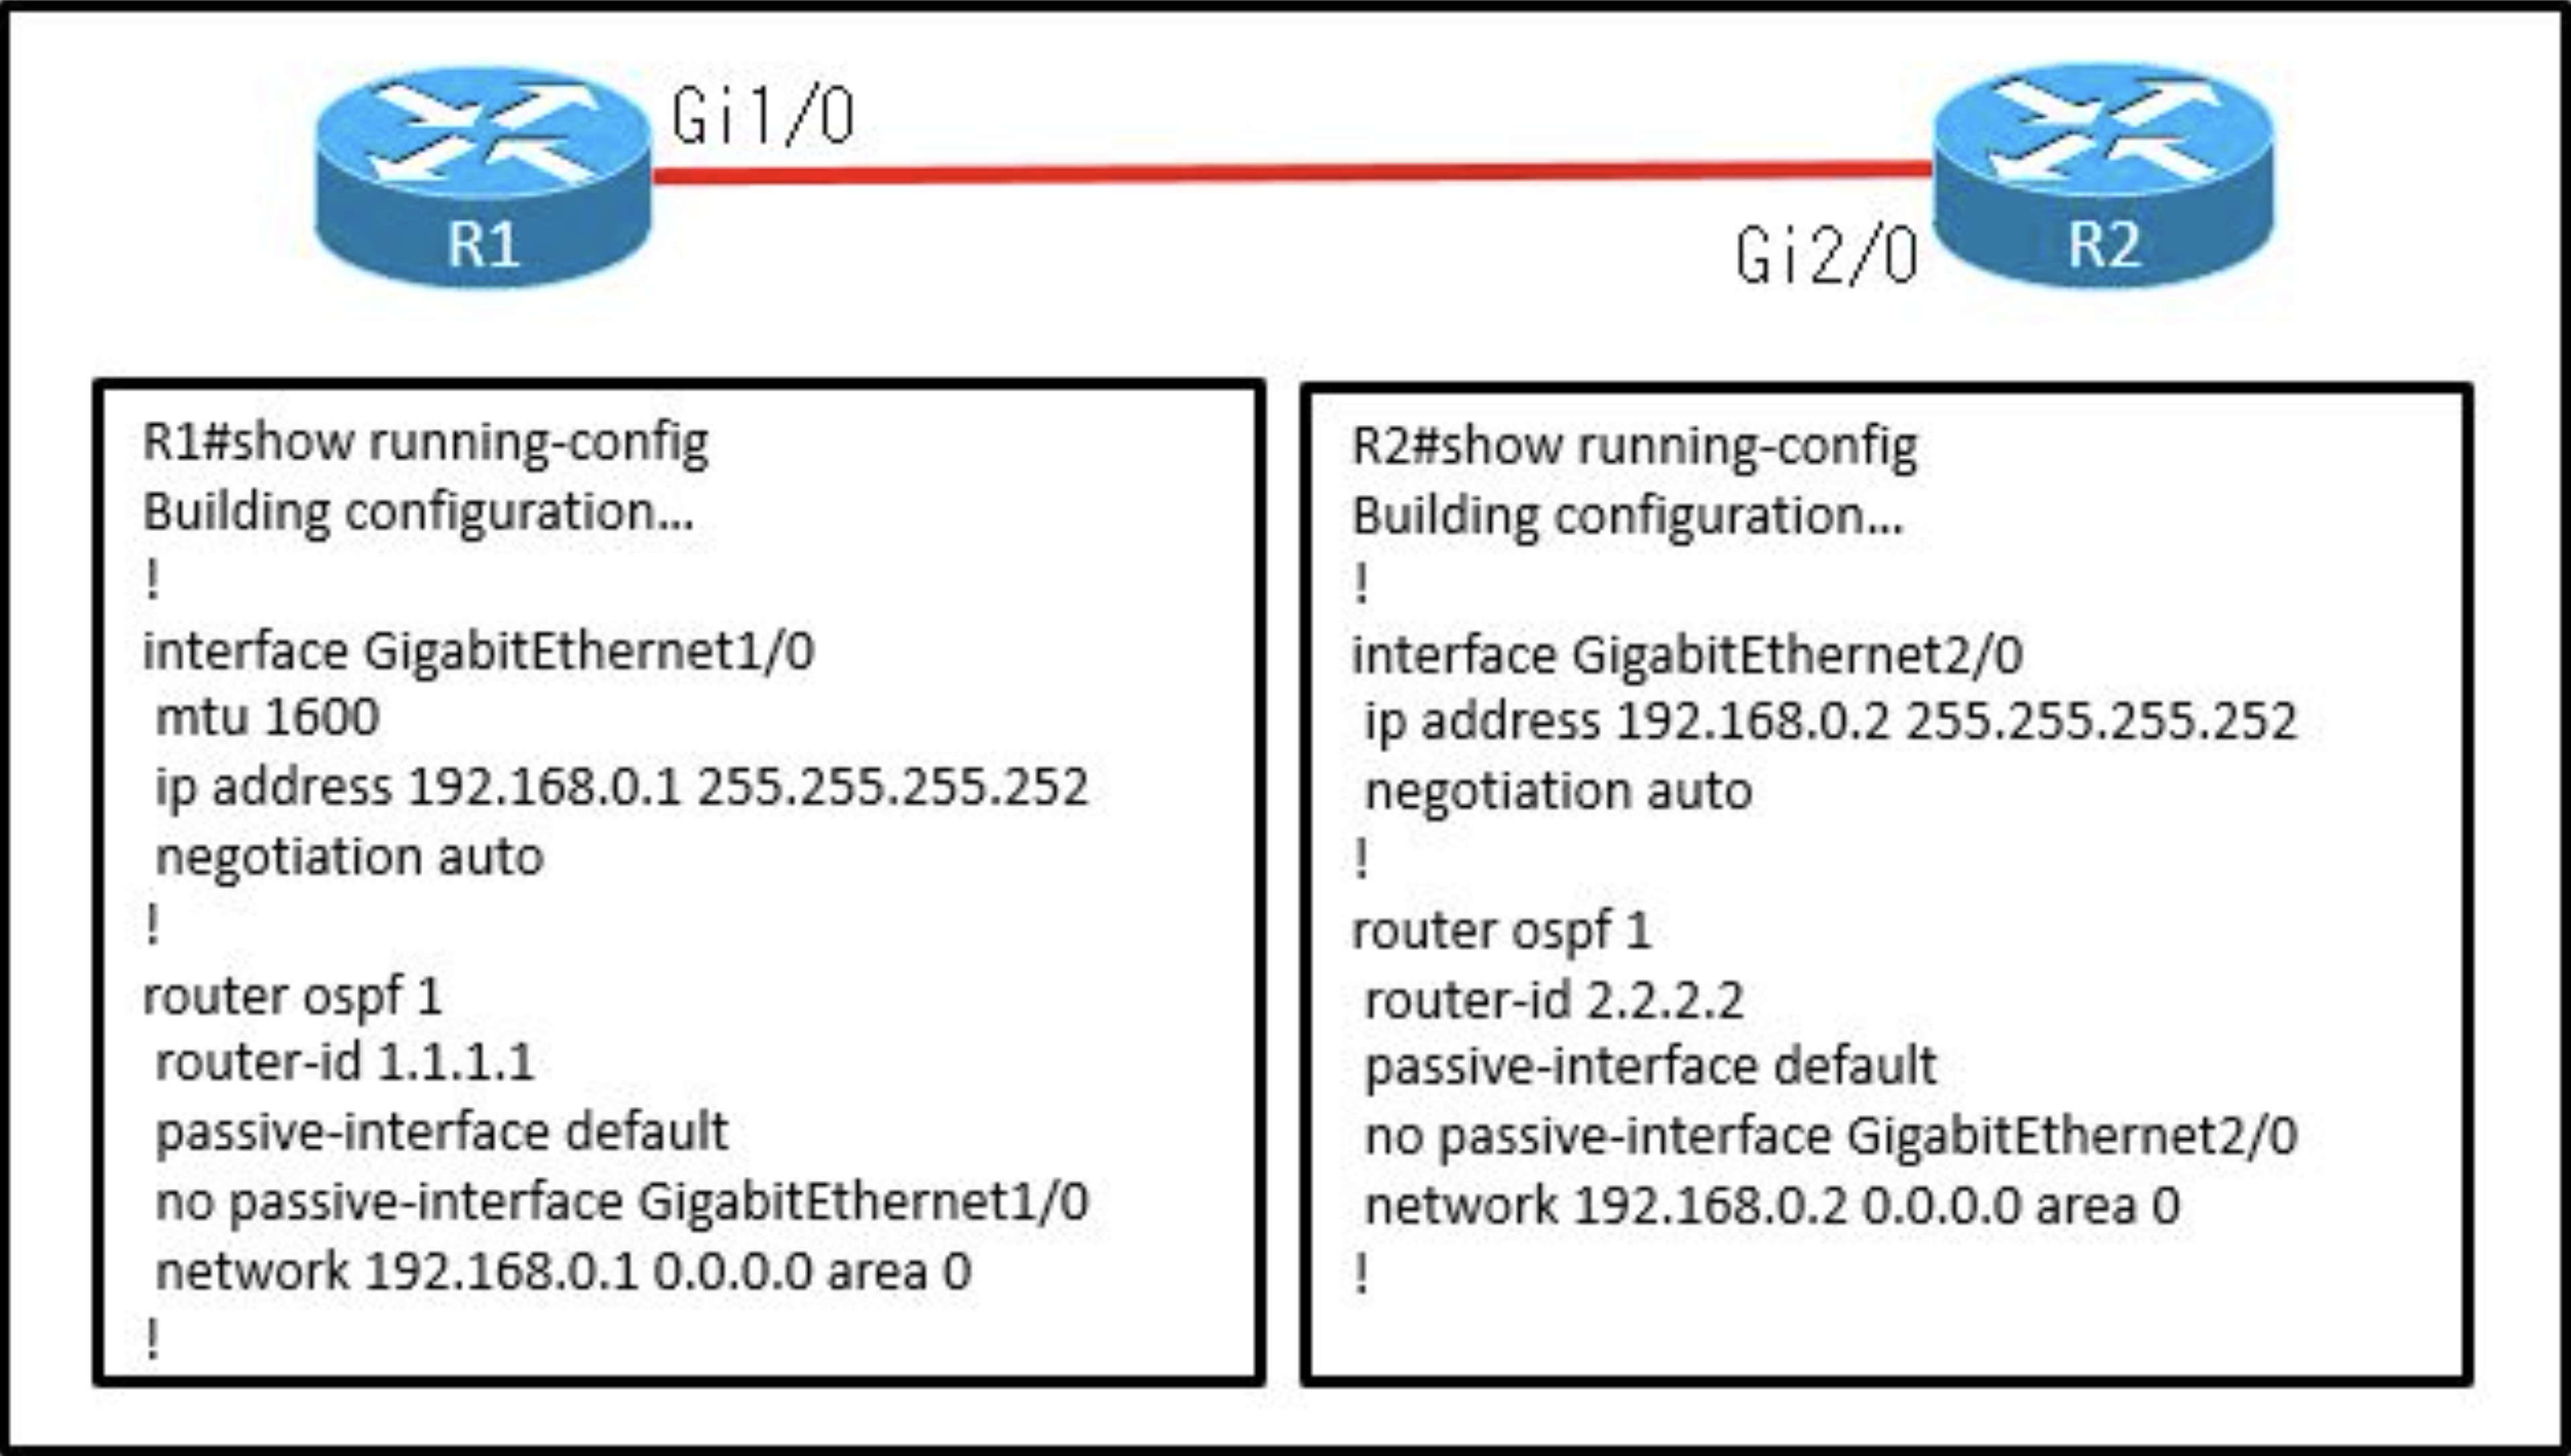 Gi1/0
R1
Gi2/0
R2
R1#show running-config
Building configuration...
!
interface GigabitEthernet1/0
 mtu 1600
 ip address 192.168.0.1 255.255.255.252
 negotiation auto
!
router ospf 1
 router-id 1.1.1.1
 passive-interface default
 no passive-interface GigabitEthernet1/0
 network 192.168.0.1 0.0.0.0 area 0
!
R2#show running-config
Building configuration...
!
interface GigabitEthernet2/0
 ip address 192.168.0.2 255.255.255.252
 negotiation auto
!
router ospf 1
 router-id 2.2.2.2
 passive-interface default
 no passive-interface GigabitEthernet2/0
 network 192.168.0.2 0.0.0.0 area 0
!